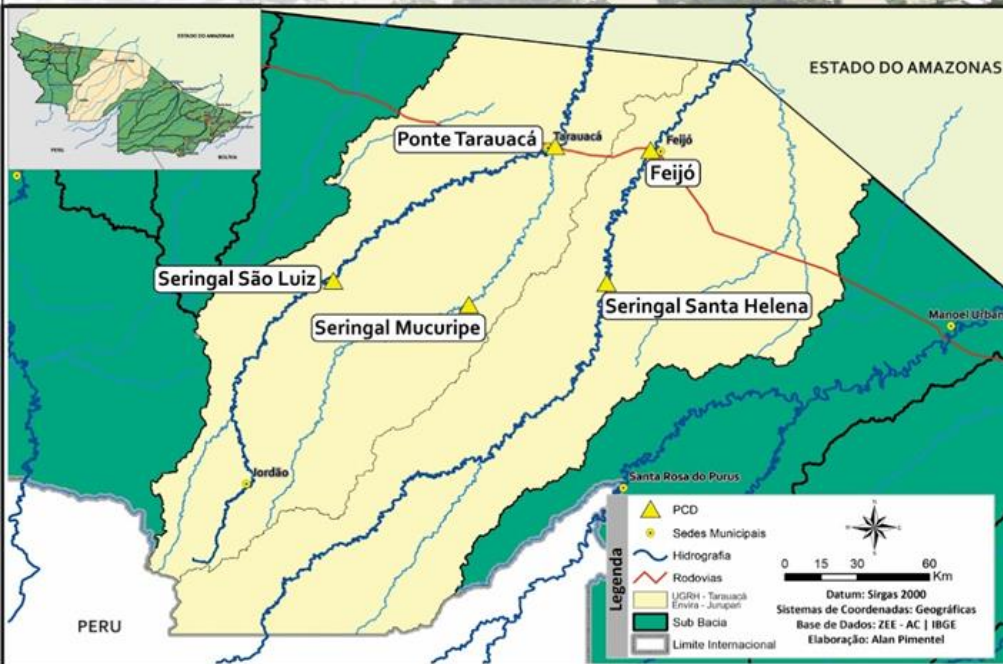 ESTADO DO AMAZONAS
PERU
BOLÍVIA
ESTADO DO AMAZONAS
Ponte Tarauacá
Tarauacá
Feijó
Feijó
Seringal São Luiz
Seringal Mucuripe
Seringal Santa Helena
Manoel Urban
Jordão
Santa Rosa do Purus
PERU
Legenda
PCD
Sedes Municipais
Hidrografia
Rodovias
UGRH - Tarauacá
Envira - Jurupari
Sub Bacia
Limite Internacional
0 15 30 60
Km
Datum: Sirgas 2000
Sistemas de Coordenadas: Geográficas
Base de Dados: ZEE - AC | IBGE
Elaboração: Alan Pimentel